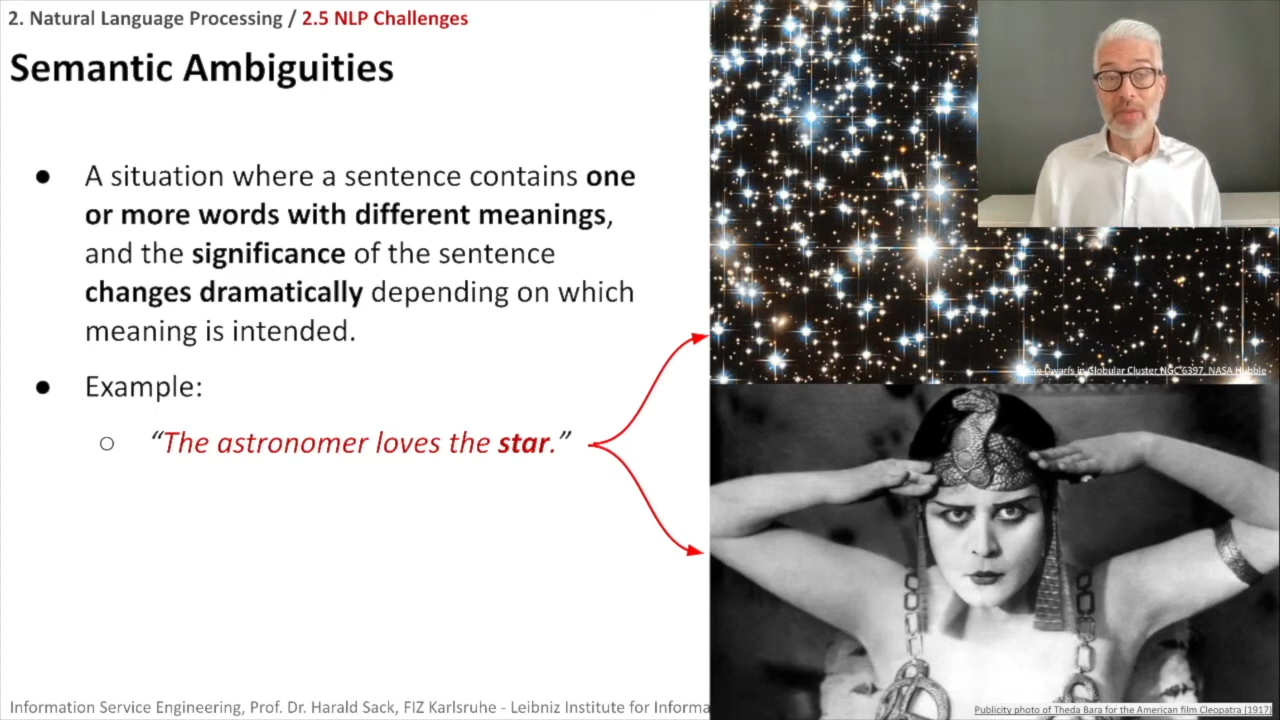 2. Natural Language Processing / 2.5 NLP Challenges
Semantic Ambiguities
● A situation where a sentence contains one
or more words with different meanings,
and the significance of the sentence
changes dramatically depending on which
meaning is intended.
● Example:
○ “The astronomer loves the star.”
Dwarfs in Globular Cluster NGC 6397, NASA Hubble
Publicity photo of Theda Bara for the American film Cleopatra (1917)
Information Service Engineering, Prof. Dr. Harald Sack, FIZ Karlsruhe - Leibniz Institute for Informa